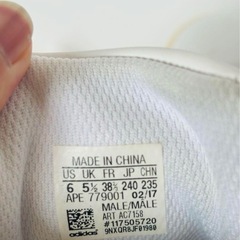 MADE IN CHINA
US UK FR JP CHN
6 5½ 38⅔ 240 235
APE 779001 02/17
MALE/MALE
ART AC7158
#117505720
adidas 9NXQR8JF01980